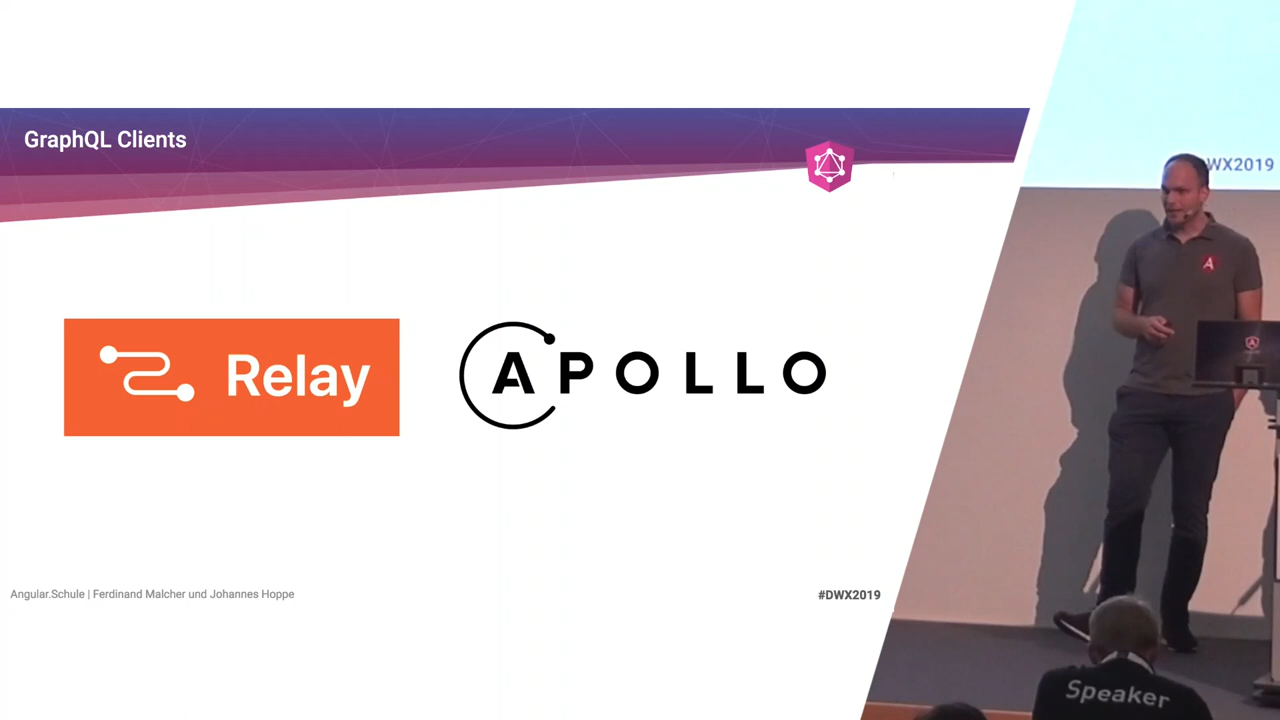 GraphQL Clients
WX2019
Relay
APOLLO
Angular.Schule | Ferdinand Malcher und Johannes Hoppe
#DWX2019
Speaker